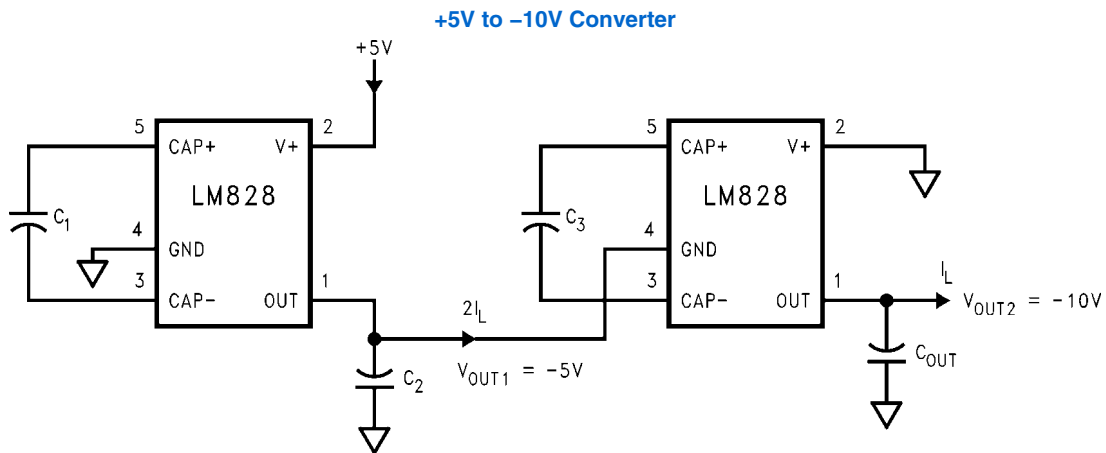 +5V to −10V Converter
+5V
5
2
CAP+
V+
LM828
C1
4
GND
3
1
CAP-
OUT
2IL
VOUT1 = -5V
C2
5
2
CAP+
V+
LM828
C3
4
GND
3
1
CAP-
OUT
IL
VOUT2 = -10V
COUT